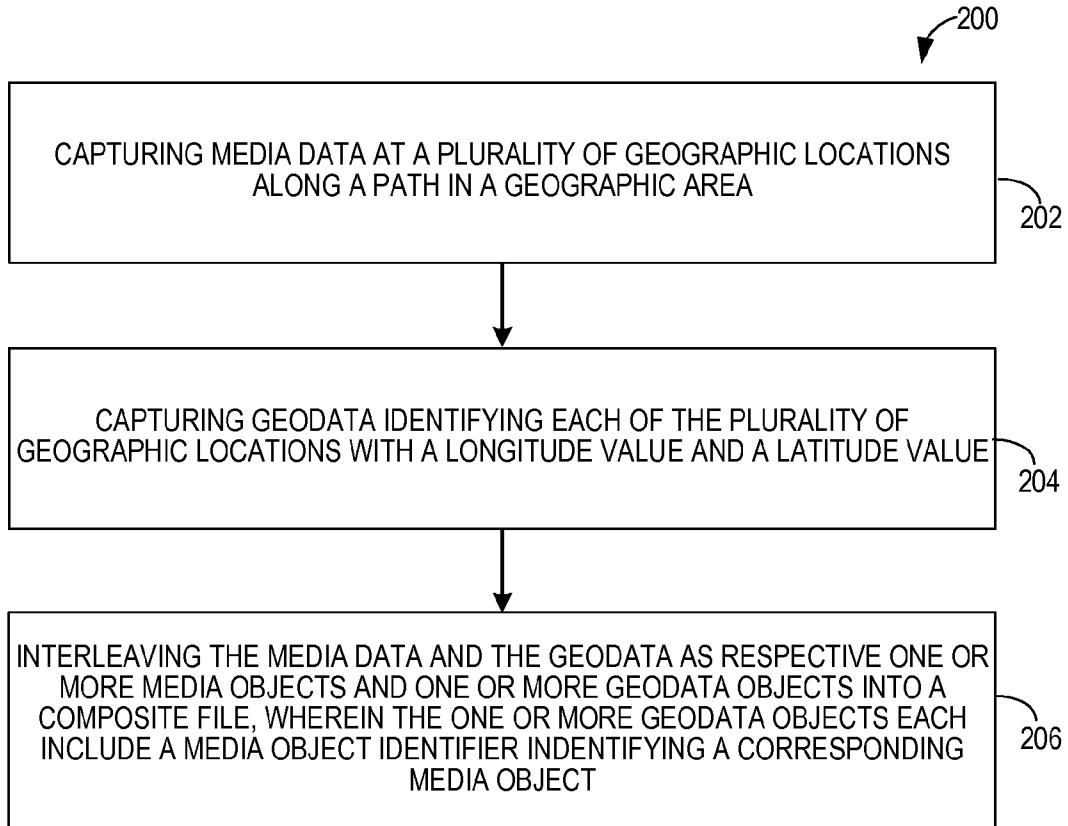 200
CAPTURING MEDIA DATA AT A PLURALITY OF GEOGRAPHIC LOCATIONS
ALONG A PATH IN A GEOGRAPHIC AREA
202
CAPTURING GEODATA IDENTIFYING EACH OF THE PLURALITY OF
GEOGRAPHIC LOCATIONS WITH A LONGITUDE VALUE AND A LATITUDE VALUE
204
INTERLEAVING THE MEDIA DATA AND THE GEODATA AS RESPECTIVE ONE OR
MORE MEDIA OBJECTS AND ONE OR MORE GEODATA OBJECTS INTO A
COMPOSITE FILE, WHEREIN THE ONE OR MORE GEODATA OBJECTS EACH
INCLUDE A MEDIA OBJECT IDENTIFIER INDENTIFYING A CORRESPONDING
MEDIA OBJECT
206